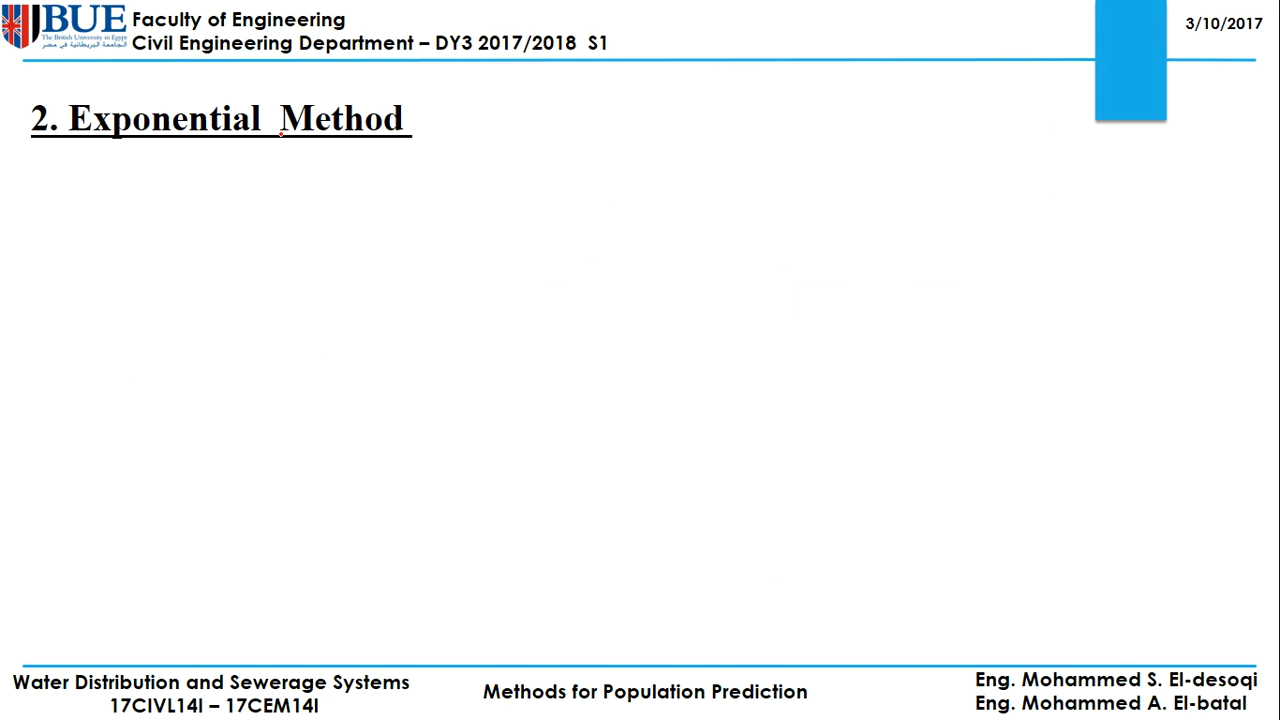 BUE
The British University in Egypt
الجامعة البريطانية في مصر
Faculty of Engineering
Civil Engineering Department – DY3 2017/2018 S1
3/10/2017
2. Exponential Method
Water Distribution and Sewerage Systems
17CIVL14I – 17CEM14I
Methods for Population Prediction
Eng. Mohammed S. El-desoqi
Eng. Mohammed A. El-batal